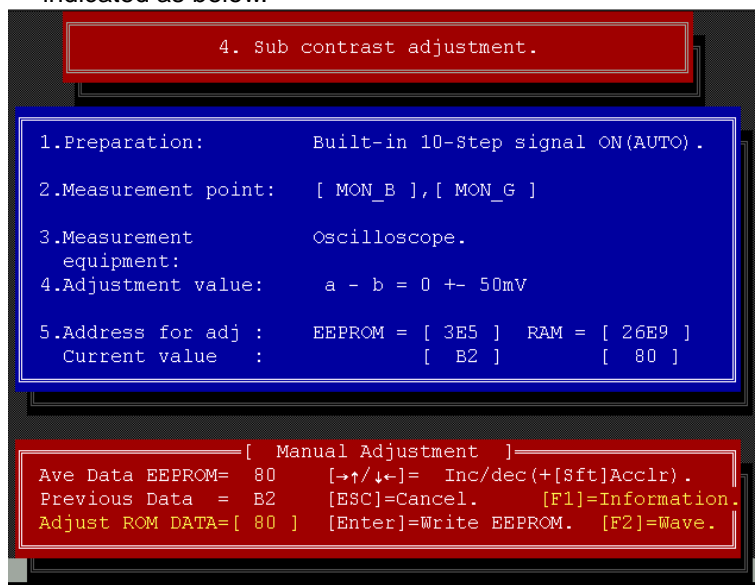 indicated as below.
4. Sub contrast adjustment.
1.Preparation: Built-in 10-Step signal ON(AUTO).
2.Measurement point: [ MON_B ],[ MON_G ]
3.Measurement Oscilloscope.
equipment:
4.Adjustment value: a - b = 0 +- 50mV
5.Address for adj : EEPROM = [ 3E5 ] RAM = [ 26E9 ]
Current value : [ B2 ] [ 80 ]
[ Manual Adjustment ]
Ave Data EEPROM= 80 [→↑/↓←]= Inc/dec(+[Sft]Acclr).
Previous Data = B2 [ESC]=Cancel. [F1]=Information.
Adjust ROM DATA=[ 80 ] [Enter]=Write EEPROM. [F2]=Wave.